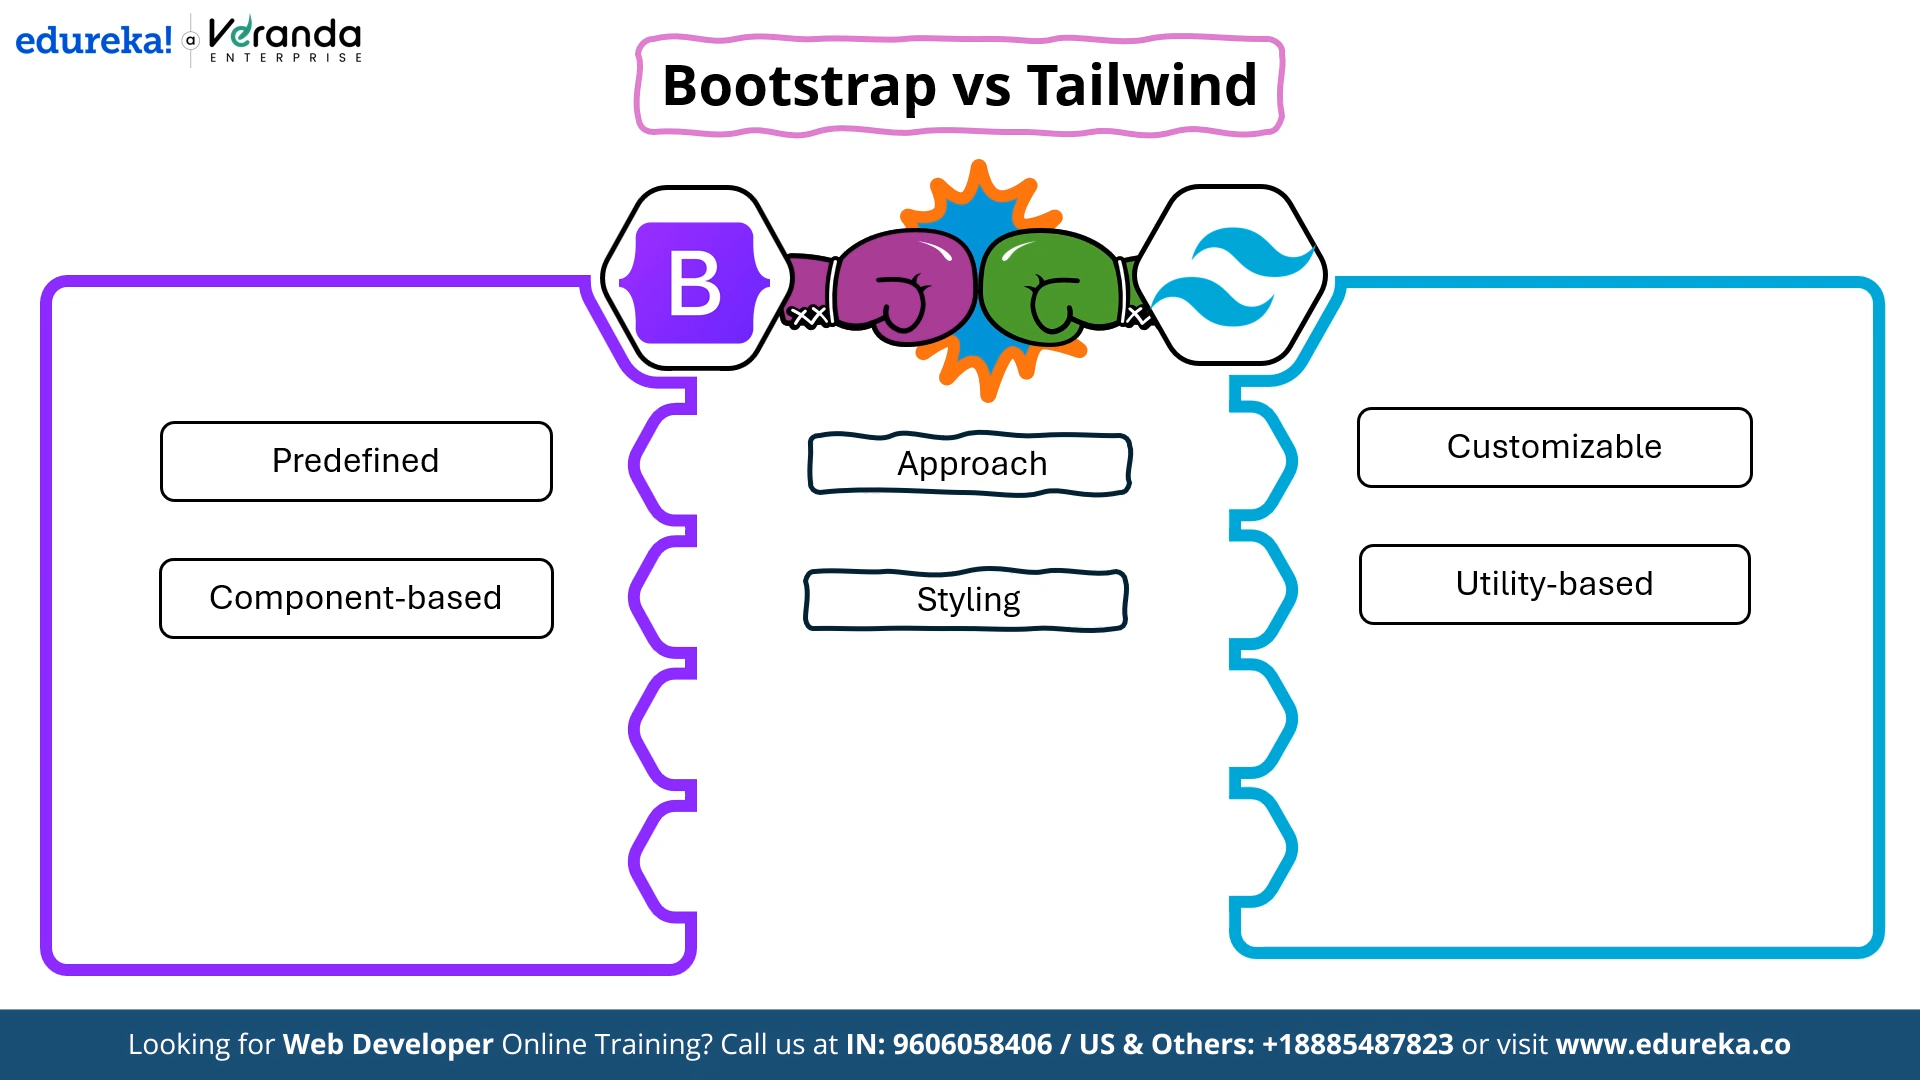 edureka! a Veranda
ENTERPRISE
Bootstrap vs Tailwind
B
Predefined
Approach
Customizable
Component-based
Styling
Utility-based
Looking for Web Developer Online Training? Call us at IN: 9606058406 / US & Others: +18885487823 or visit www.edureka.co